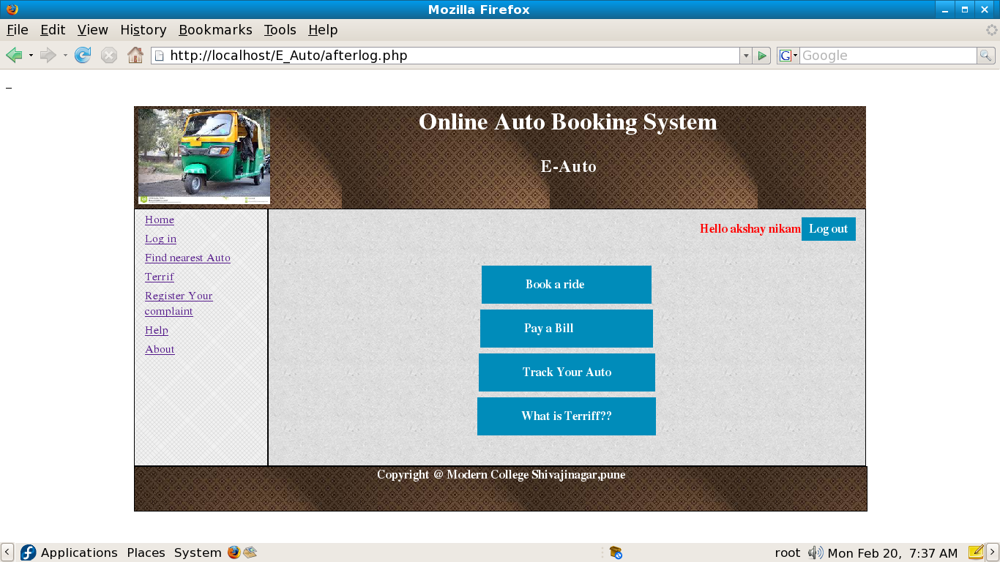 Mozilla Firefox
File Edit View History Bookmarks Tools Help
http://localhost/E_Auto/afterlog.php
Google
Online Auto Booking System
E-Auto
Home
Log in
Find nearest Auto
Terrif
Register Your
complaint
Help
About
Hello akshay nikam Log out
Book a ride
Pay a Bill
Track Your Auto
What is Terriff??
Copyright @ Modern College Shivajinagar,pune
Applications Places System root Mon Feb 20, 7:37 AM